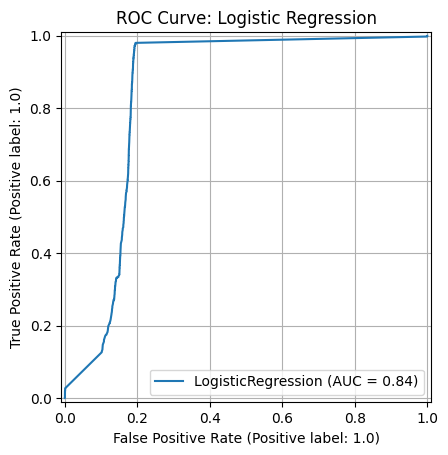 ROC Curve: Logistic Regression
True Positive Rate (Positive label: 1.0)
1.0
0.8
0.6
0.4
0.2
0.0
LogisticRegression (AUC = 0.84)
0.0 0.2 0.4 0.6 0.8 1.0
False Positive Rate (Positive label: 1.0)